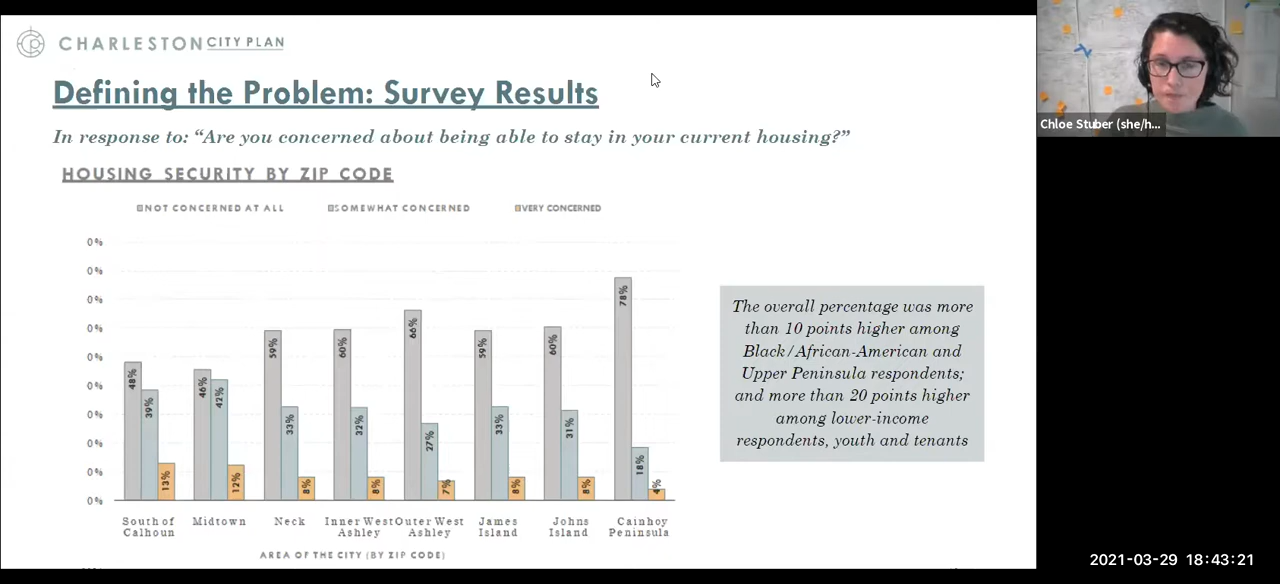 CHARLESTON CITY PLAN
Defining the Problem: Survey Results
In response to: “Are you concerned about being able to stay in your current housing?”
HOUSING SECURITY BY ZIP CODE
NOT CONCERNED AT ALL SOMEWHAT CONCERNED VERY CONCERNED
0%
0%
0%
0%
0%
0%
0%
0%
0%
0%
48% 39% 13% 46% 42% 12% 59% 33% 8% 60% 32% 8% 66% 27% 7% 59% 33% 8% 60% 31% 8% 78% 18% 4%
South of Midtown Neck Inner West Outer West James Johns Cainhoy
Calhoun Ashley Ashley Island Island Peninsula
AREA OF THE CITY (BY ZIP CODE)
The overall percentage was more
than 10 points higher among
Black/African-American and
Upper Peninsula respondents;
and more than 20 points higher
among lower-income
respondents, youth and tenants
Chloe Stuber (she/h...
2021-03-29 18:43:21